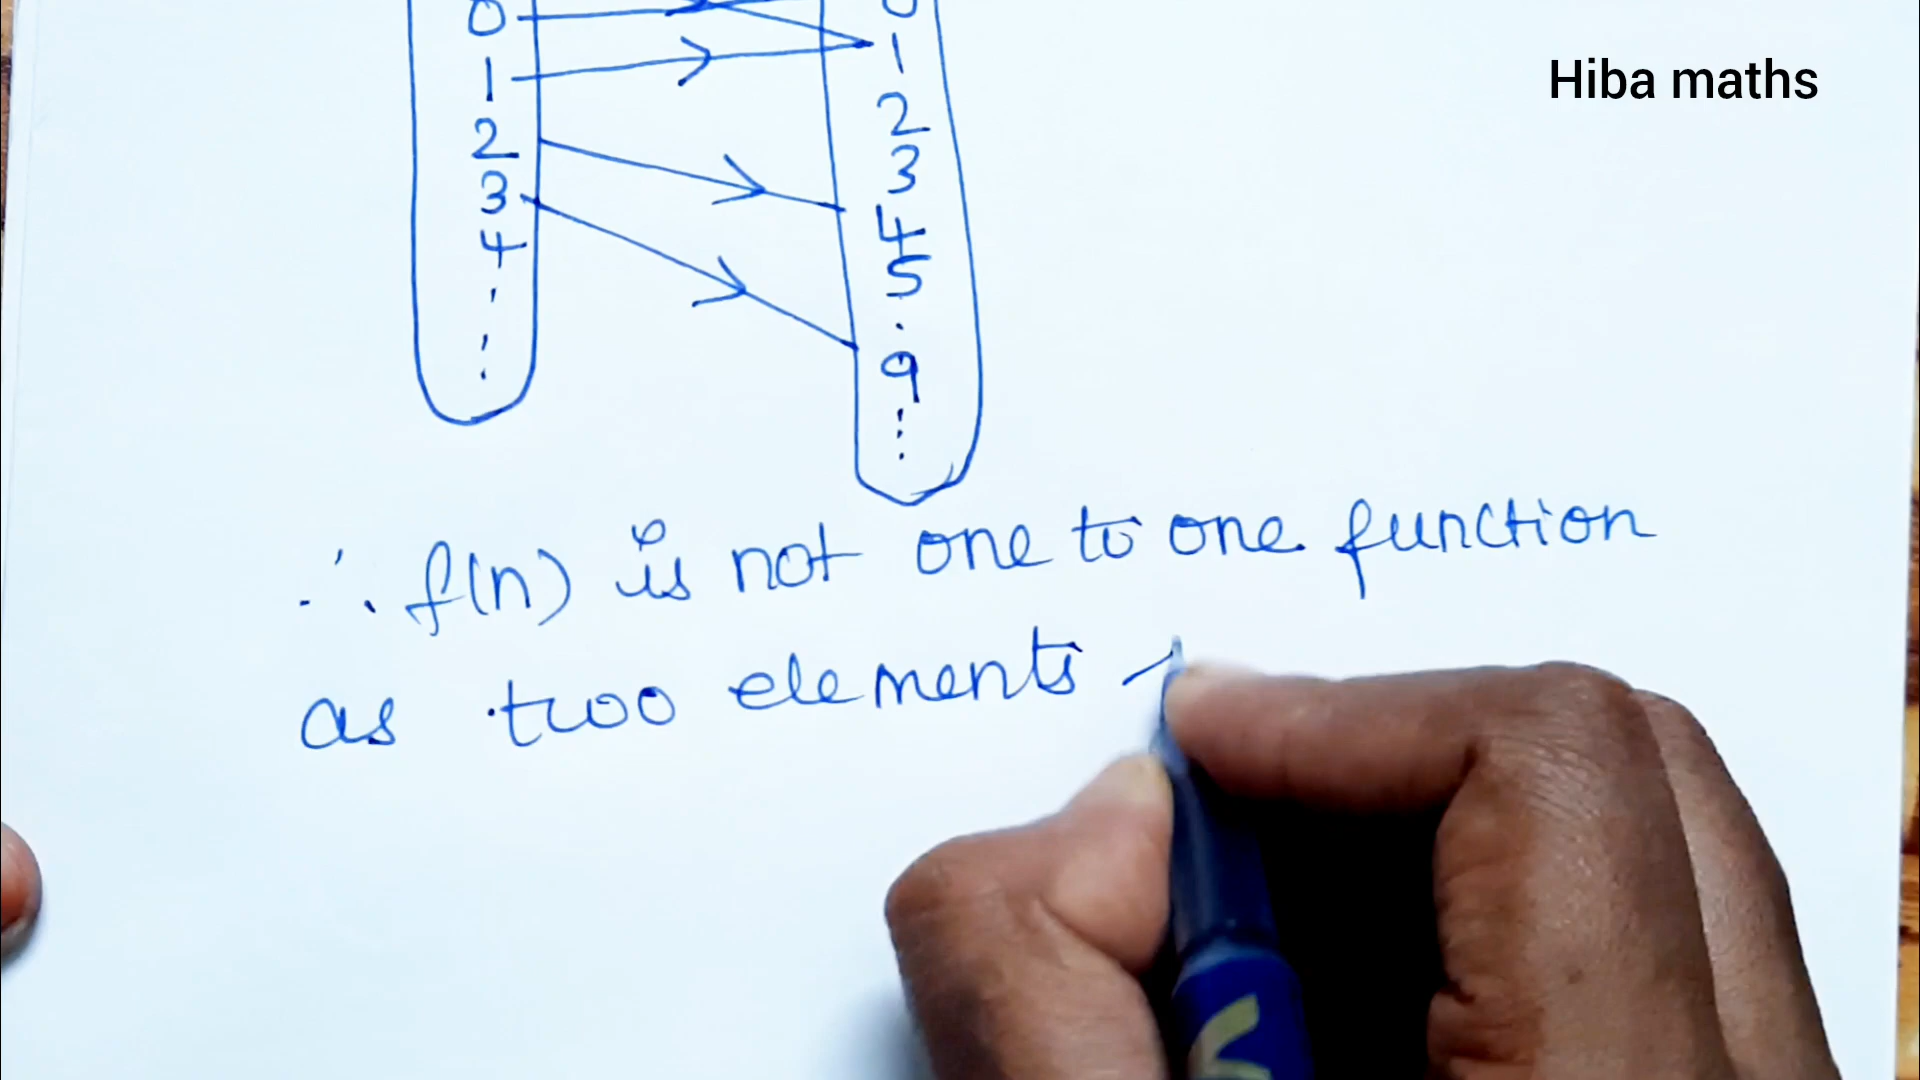 0 0
1 1
2 2
3 3
4 4
5
9
Hiba maths
∴ f(n) is not one to one function
as two elements